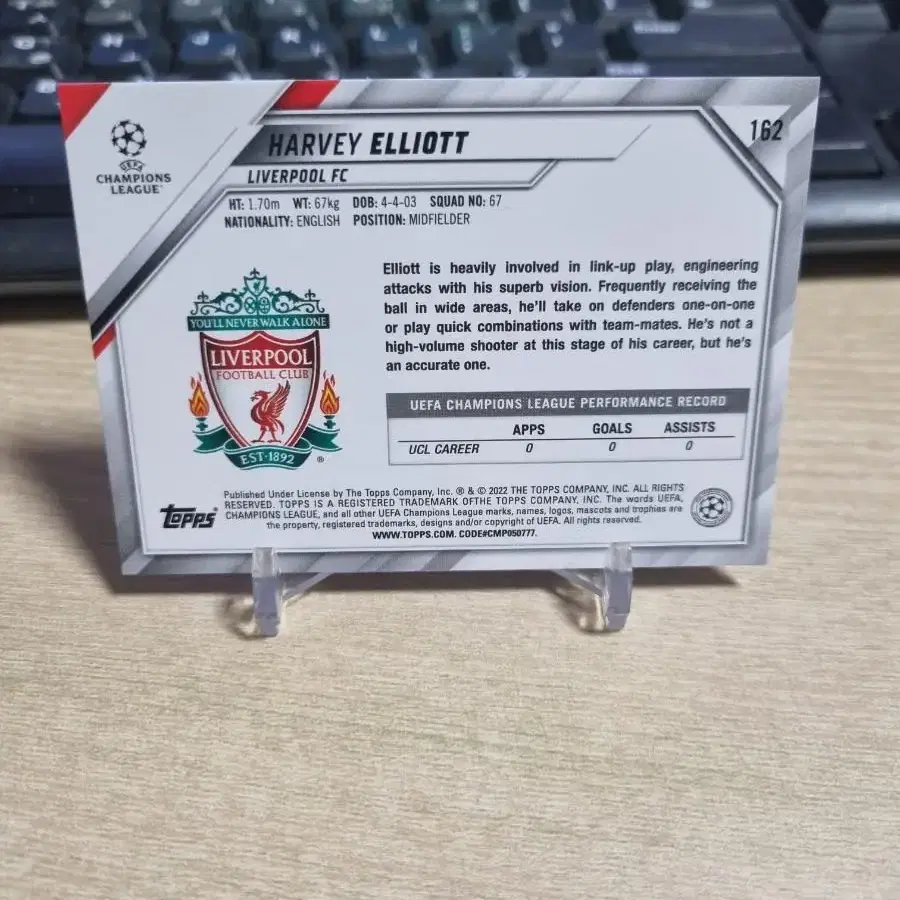 HARVEY ELLIOTT
162
UEFA
CHAMPIONS
LEAGUE®
LIVERPOOL FC
HT: 1.70m WT: 67kg DOB: 4-4-03 SQUAD NO: 67
NATIONALITY: ENGLISH POSITION: MIDFIELDER
YOU'LL NEVER WALK ALONE
LIVERPOOL
FOOTBALL CLUB
EST·1892 ®
Elliott is heavily involved in link-up play, engineering
attacks with his superb vision. Frequently receiving the
ball in wide areas, he'll take on defenders one-on-one
or play quick combinations with team-mates. He's not a
high-volume shooter at this stage of his career, but he's
an accurate one.
UEFA CHAMPIONS LEAGUE PERFORMANCE RECORD
APPS GOALS ASSISTS
UCL CAREER 0 0 0
topps®
Published Under License by The Topps Company, Inc. ® & © 2022 THE TOPPS COMPANY, INC. ALL RIGHTS
RESERVED. TOPPS IS A REGISTERED TRADEMARK OFTHE TOPPS COMPANY, INC. The words UEFA,
CHAMPIONS LEAGUE, and all other UEFA Champions League marks, names, logos, mascots and trophies are
the property, registered trademarks, designs and/or copyright of UEFA. All rights reserved.
WWW.TOPPS.COM. CODE#CMP050777.